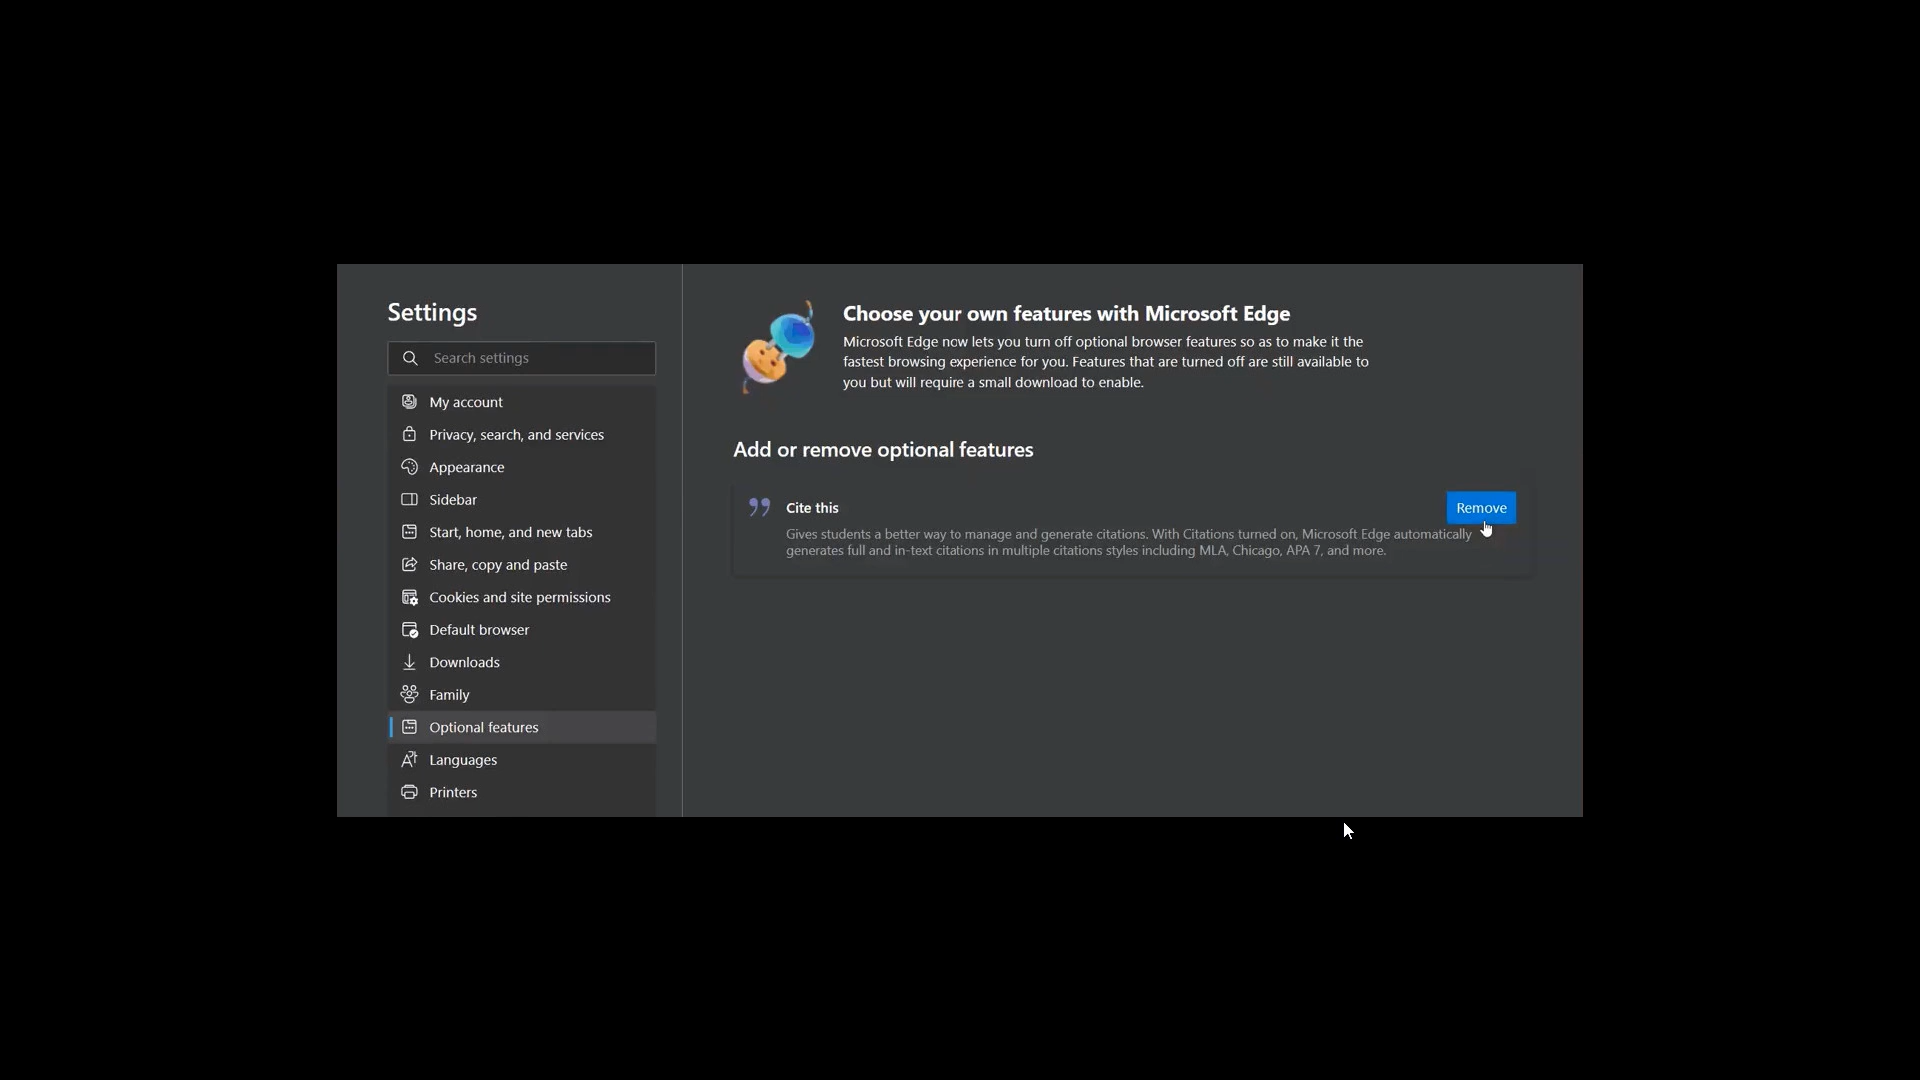 Settings
Search settings
My account
Privacy, search, and services
Appearance
Sidebar
Start, home, and new tabs
Share, copy and paste
Cookies and site permissions
Default browser
Downloads
Family
Optional features
Languages
Printers
Choose your own features with Microsoft Edge
Microsoft Edge now lets you turn off optional browser features so as to make it the
fastest browsing experience for you. Features that are turned off are still available to
you but will require a small download to enable.
Add or remove optional features
Cite this
Remove
Gives students a better way to manage and generate citations. With Citations turned on, Microsoft Edge automatically
generates full and in-text citations in multiple citations styles including MLA, Chicago, APA 7, and more.